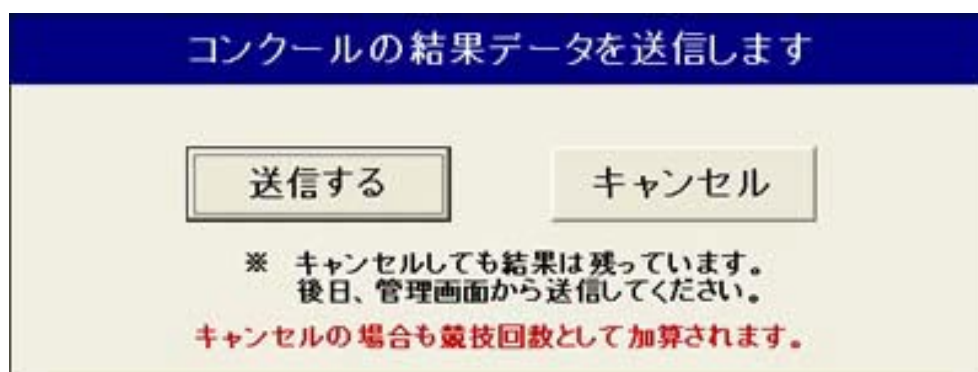 コンクールの結果データを送信します
送信する
キャンセル
※ キャンセルしても結果は残っています。
後日、管理画面から送信してください。
キャンセルの場合も競技回数として加算されます。